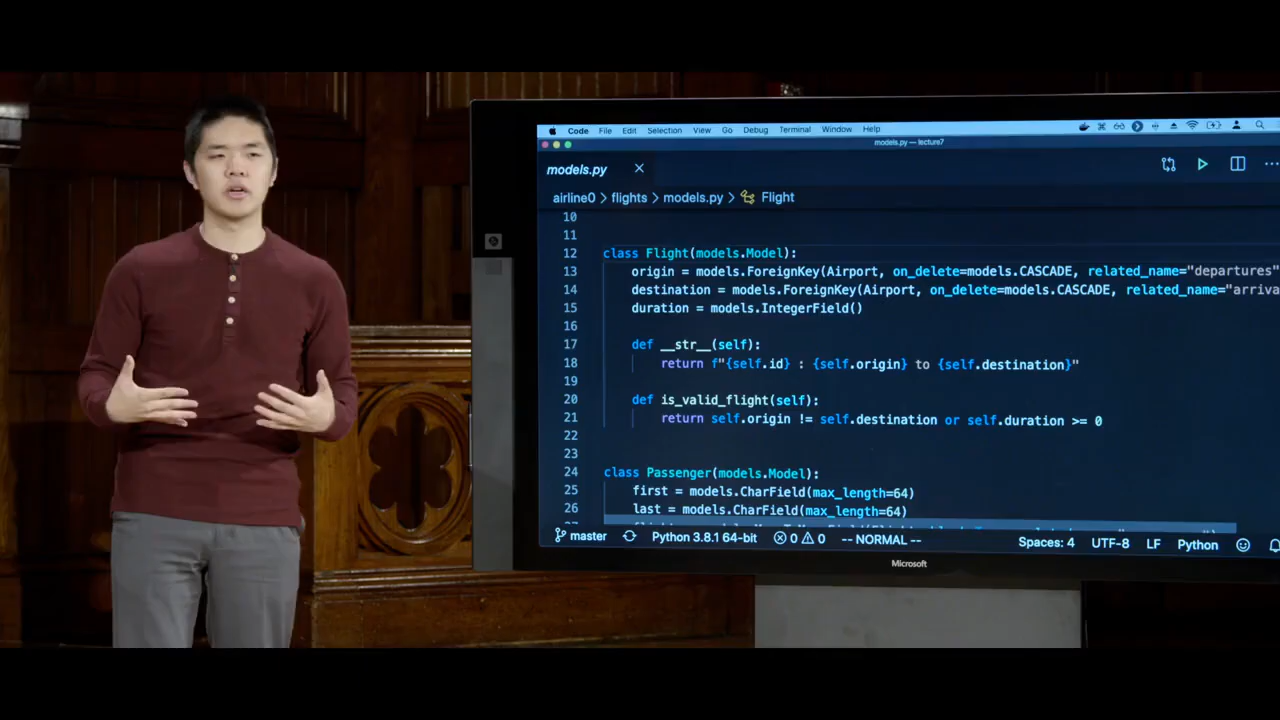 Code File Edit Selection View Go Debug Terminal Window Help
models.py — lecture7
models.py ×
airline0 > flights > models.py > Flight
10
11
12 class Flight(models.Model):
13 origin = models.ForeignKey(Airport, on_delete=models.CASCADE, related_name="departures"
14 destination = models.ForeignKey(Airport, on_delete=models.CASCADE, related_name="arriva
15 duration = models.IntegerField()
16
17 def __str__(self):
18 return f"{self.id} : {self.origin} to {self.destination}"
19
20 def is_valid_flight(self):
21 return self.origin != self.destination or self.duration >= 0
22
23
24 class Passenger(models.Model):
25 first = models.CharField(max_length=64)
26 last = models.CharField(max_length=64)
master Python 3.8.1 64-bit 0 0 -- NORMAL -- Spaces: 4 UTF-8 LF Python
Microsoft